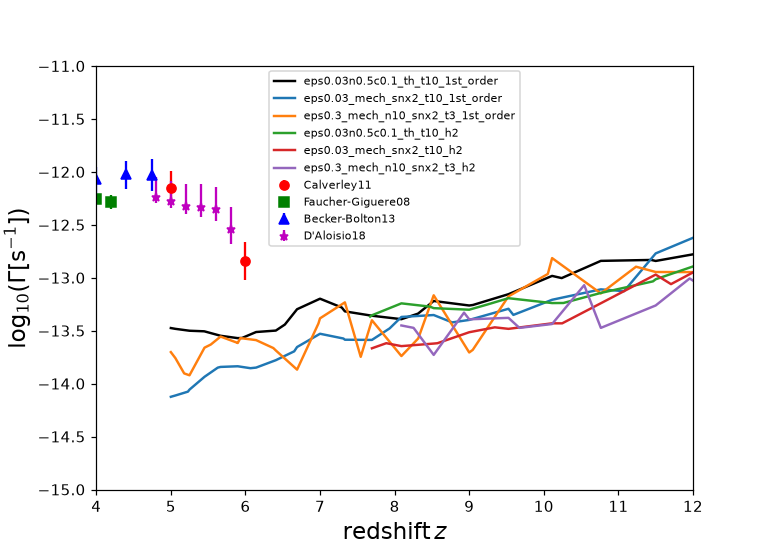 −11.0
−11.5
−12.0
−12.5
−13.0
−13.5
−14.0
−14.5
−15.0
log₁₀(Γ[s⁻¹])
eps0.03n0.5c0.1_th_t10_1st_order
eps0.03_mech_snx2_t10_1st_order
eps0.3_mech_n10_snx2_t3_1st_order
eps0.03n0.5c0.1_th_t10_h2
eps0.03_mech_snx2_t10_h2
eps0.3_mech_n10_snx2_t3_h2
Calverley11
Faucher-Giguere08
Becker-Bolton13
D'Aloisio18
4 5 6 7 8 9 10 11 12
redshift z